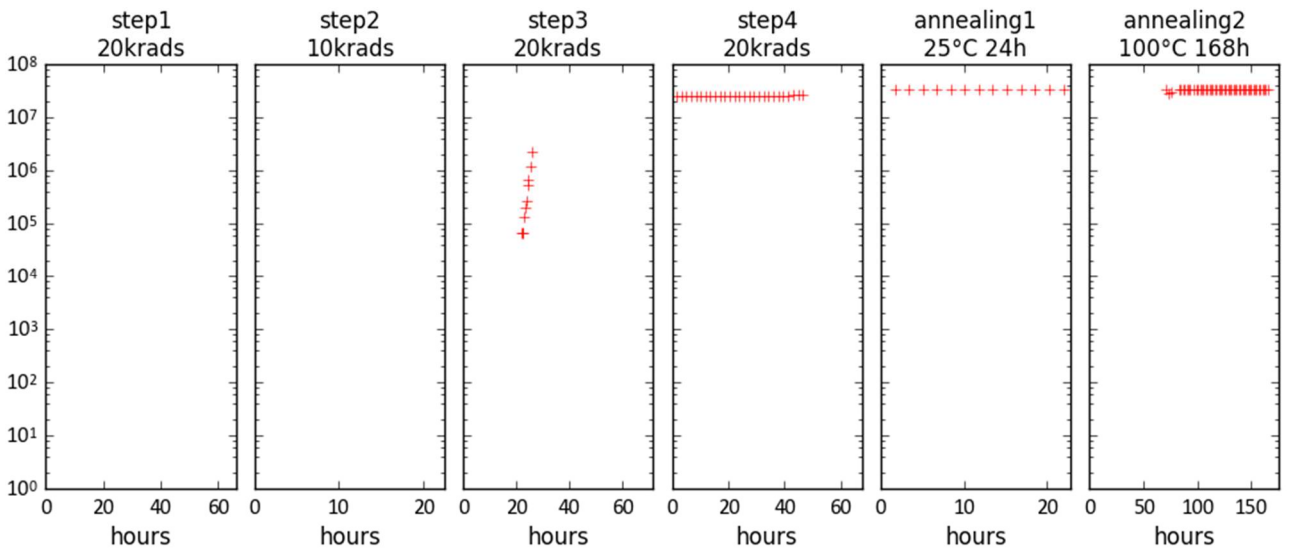 step1 step2 step3 step4 annealing1 annealing2
20krads 10krads 20krads 20krads 25°C 24h 100°C 168h
10⁸
10⁷
10⁶
10⁵
10⁴
10³
10²
10¹
10⁰
0 20 40 60 0 10 20 0 20 40 60 0 20 40 60 0 10 20 0 50 100 150
hours hours hours hours hours hours